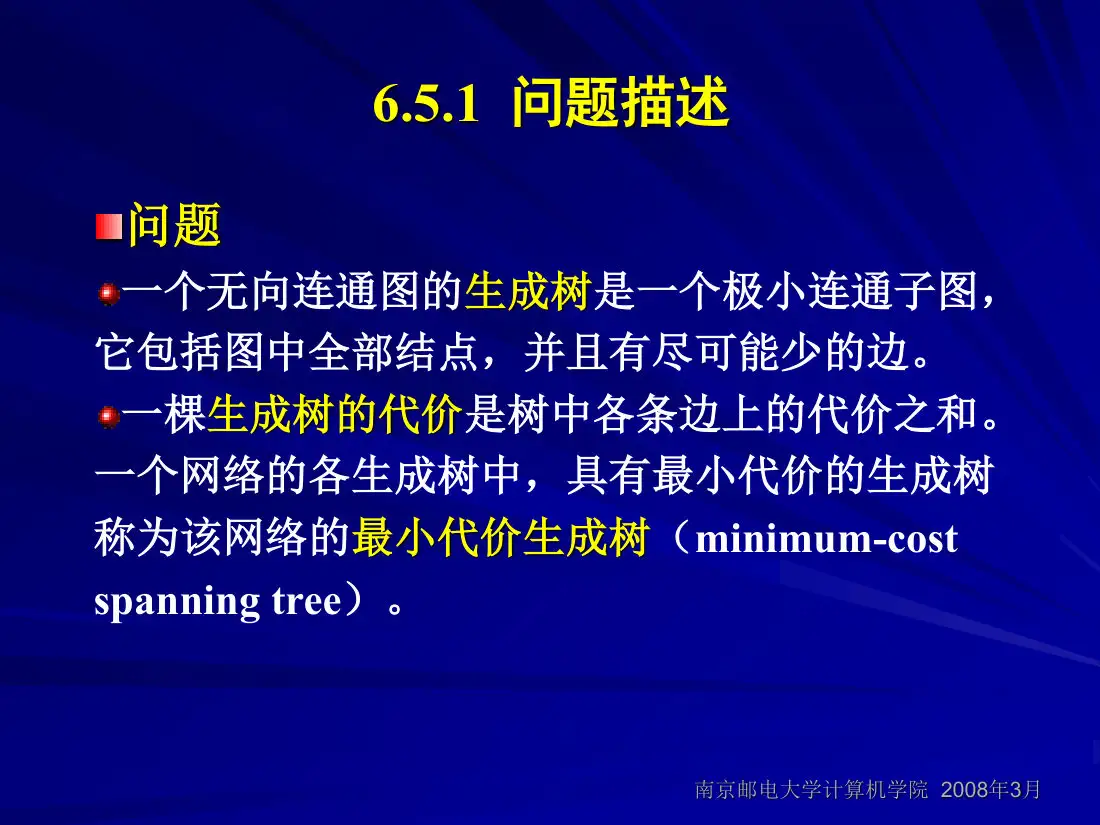 6.5.1 问题描述
问题
一个无向连通图的生成树是一个极小连通子图，
它包括图中全部结点，并且有尽可能少的边。
一棵生成树的代价是树中各条边上的代价之和。
一个网络的各生成树中，具有最小代价的生成树
称为该网络的最小代价生成树（minimum-cost
spanning tree）。
南京邮电大学计算机学院 2008年3月